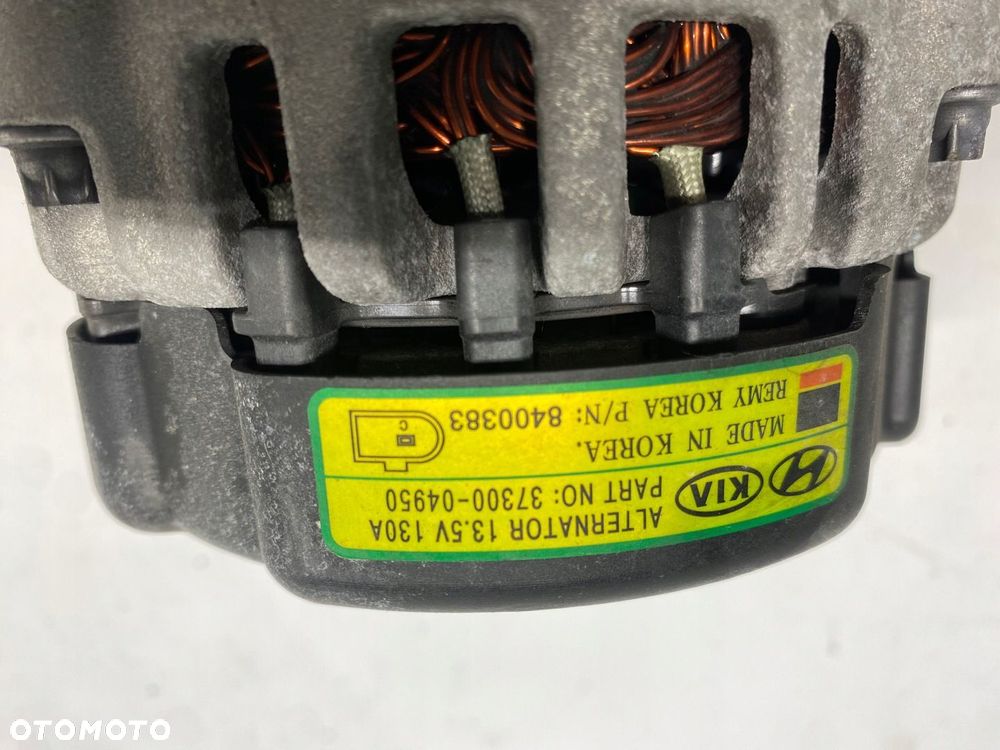 ALTERNATOR 13.5V 130A
KIA
PART NO: 37300-04950
MADE IN KOREA.
REMY KOREA P/N: 8400383
C
OTOMOTO